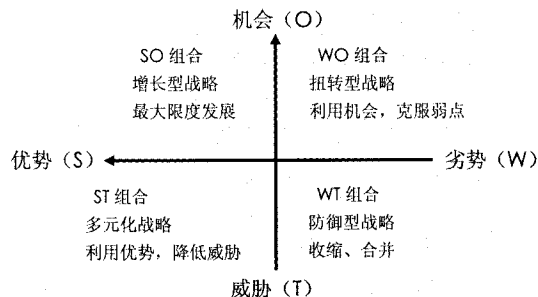 机会（O）
SO 组合
增长型战略
最大限度发展
WO 组合
扭转型战略
利用机会，克服弱点
优势（S）
劣势（W）
ST 组合
多元化战略
利用优势，降低威胁
WT 组合
防御型战略
收缩、合并
威胁（T）